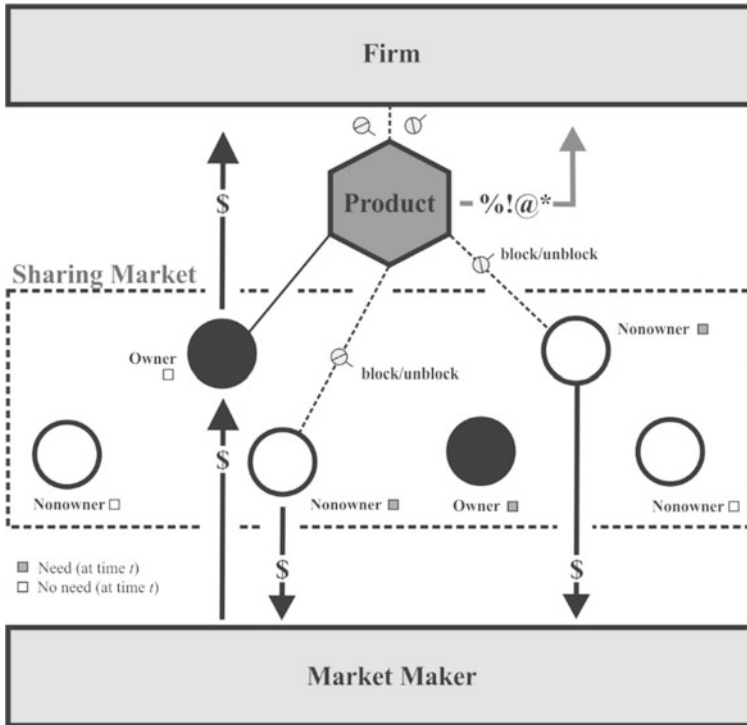 Firm
$
Product
%!@*
block/unblock
Sharing Market
Nonowner
Owner
block/unblock
$
Nonowner
Nonowner
Owner
Nonowner
Need (at time t)
No need (at time t)
$
$
Market Maker